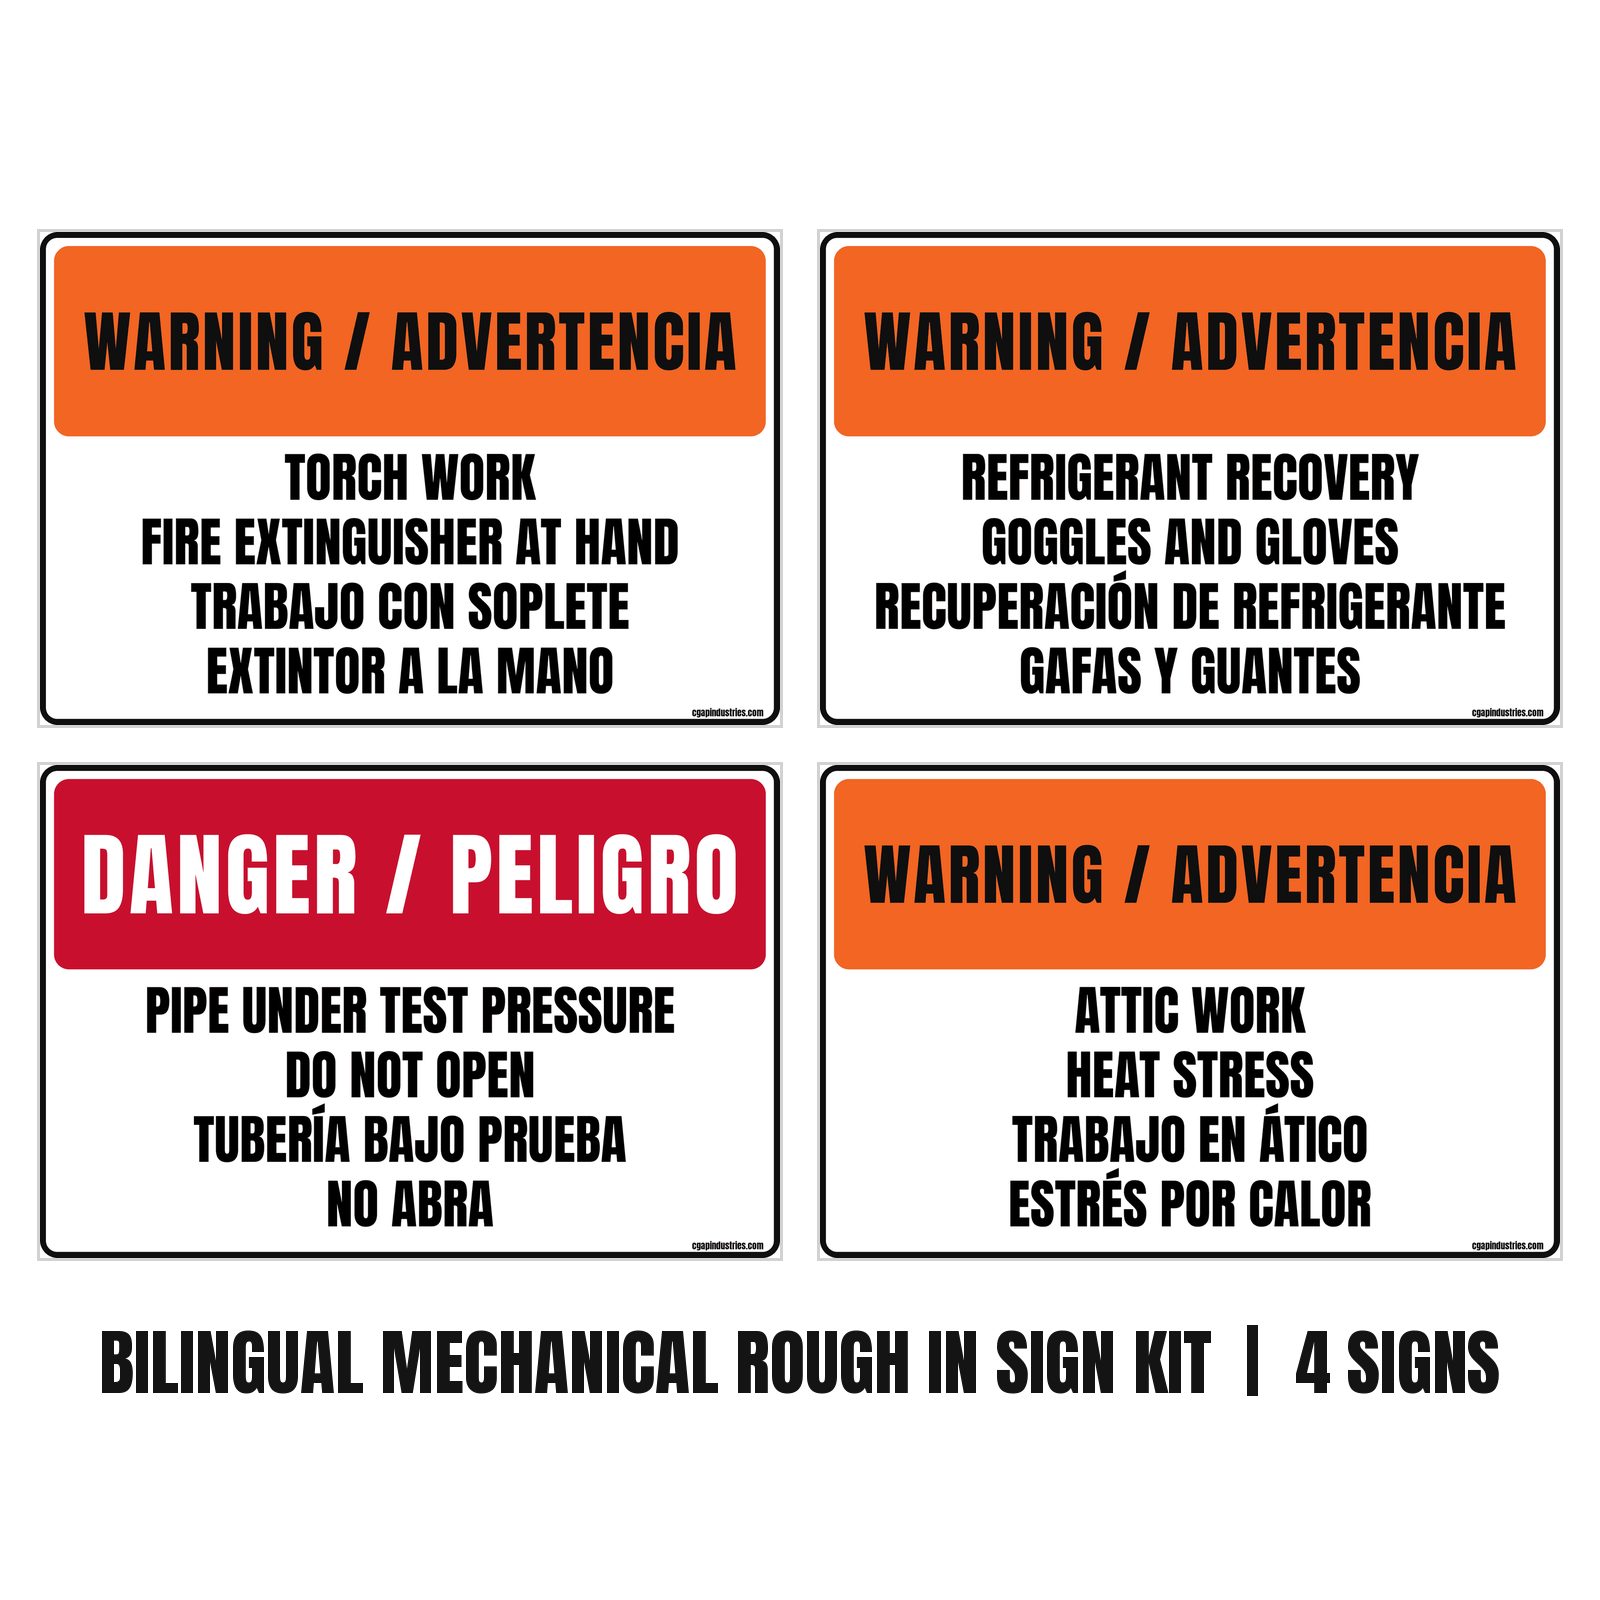 WARNING / ADVERTENCIA
TORCH WORK
FIRE EXTINGUISHER AT HAND
TRABAJO CON SOPLETE
EXTINTOR A LA MANO
cgapindustries.com
WARNING / ADVERTENCIA
REFRIGERANT RECOVERY
GOGGLES AND GLOVES
RECUPERACIÓN DE REFRIGERANTE
GAFAS Y GUANTES
cgapindustries.com
DANGER / PELIGRO
PIPE UNDER TEST PRESSURE
DO NOT OPEN
TUBERÍA BAJO PRUEBA
NO ABRA
cgapindustries.com
WARNING / ADVERTENCIA
ATTIC WORK
HEAT STRESS
TRABAJO EN ÁTICO
ESTRÉS POR CALOR
cgapindustries.com
BILINGUAL MECHANICAL ROUGH IN SIGN KIT | 4 SIGNS